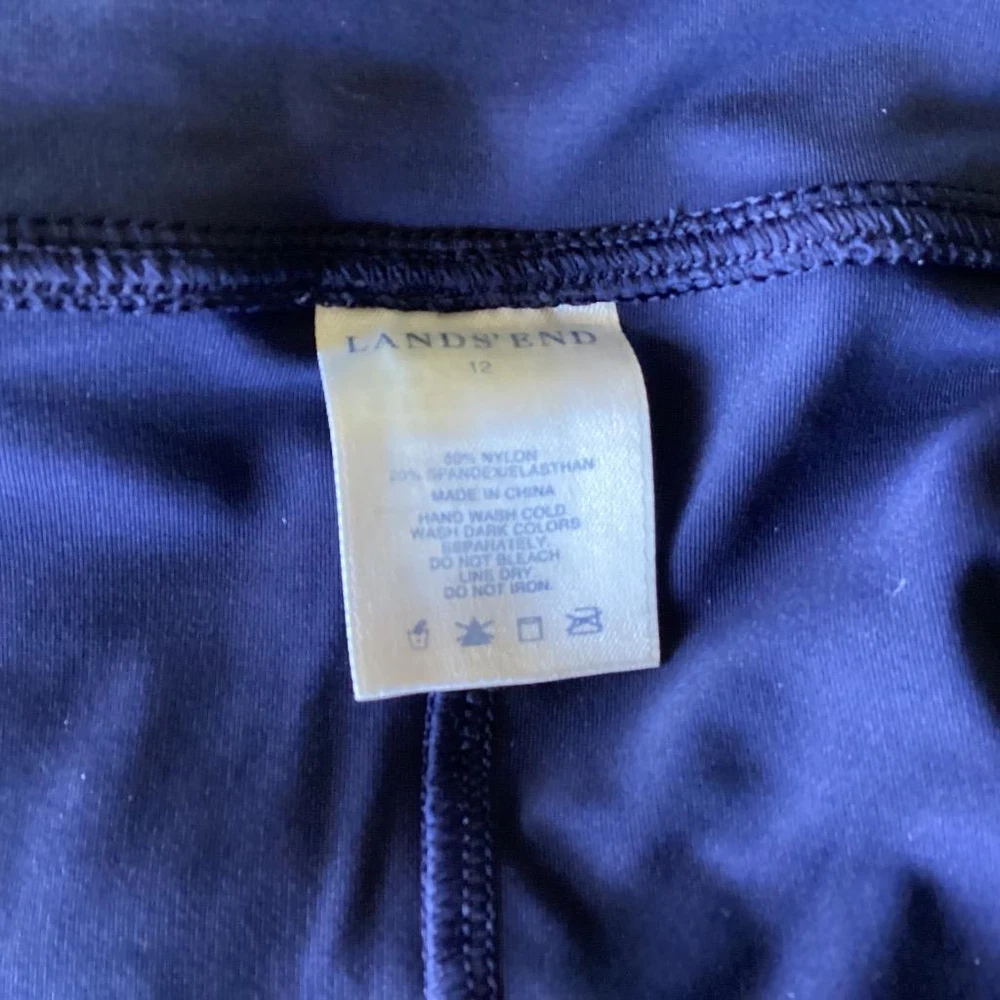 LANDS' END
12
80% NYLON
20% SPANDEX/ELASTHAN
MADE IN CHINA
HAND WASH COLD
WASH DARK COLORS
SEPARATELY.
DO NOT BLEACH
LINE DRY
DO NOT IRON.